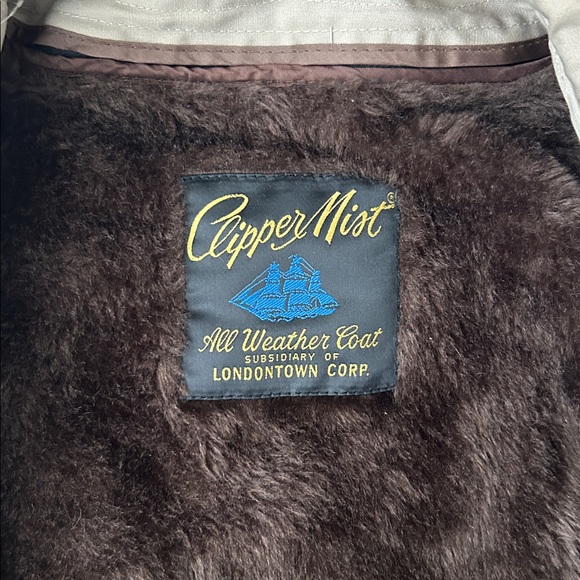 Clipper Mist®
All Weather Coat
SUBSIDIARY OF
LONDONTOWN CORP.